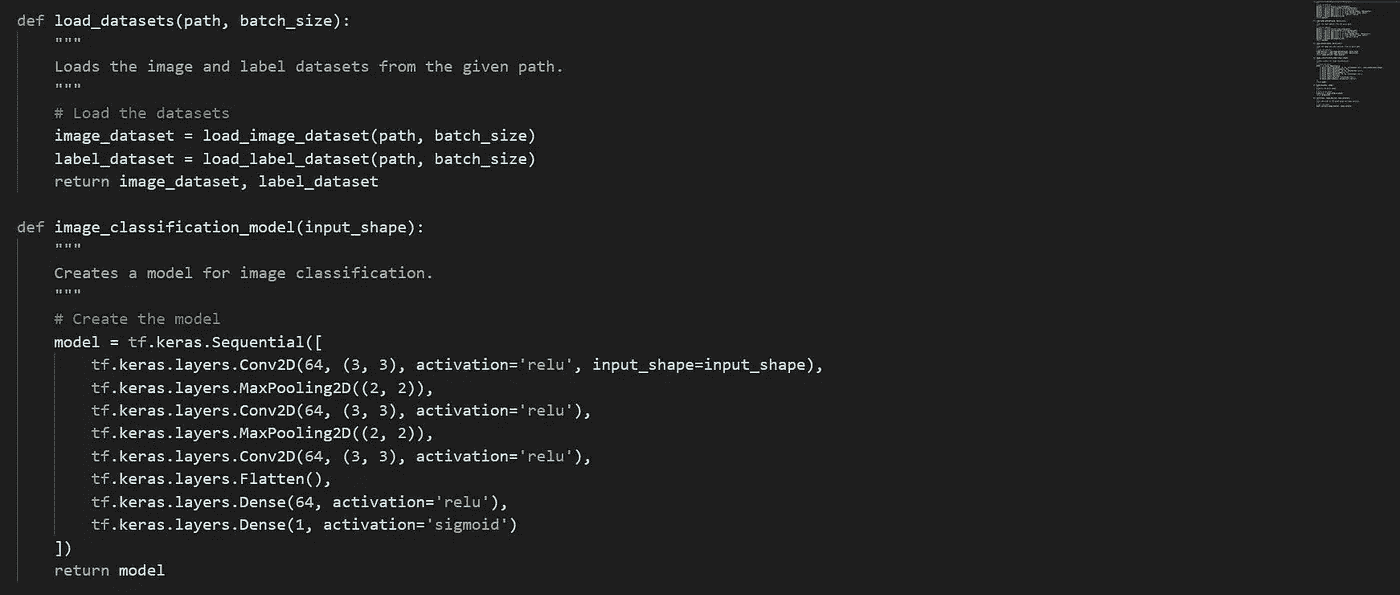 def load_datasets(path, batch_size):
    """
    Loads the image and label datasets from the given path.
    """
    # Load the datasets
    image_dataset = load_image_dataset(path, batch_size)
    label_dataset = load_label_dataset(path, batch_size)
    return image_dataset, label_dataset

def image_classification_model(input_shape):
    """
    Creates a model for image classification.
    """
    # Create the model
    model = tf.keras.Sequential([
        tf.keras.layers.Conv2D(64, (3, 3), activation='relu', input_shape=input_shape),
        tf.keras.layers.MaxPooling2D((2, 2)),
        tf.keras.layers.Conv2D(64, (3, 3), activation='relu'),
        tf.keras.layers.MaxPooling2D((2, 2)),
        tf.keras.layers.Conv2D(64, (3, 3), activation='relu'),
        tf.keras.layers.Flatten(),
        tf.keras.layers.Dense(64, activation='relu'),
        tf.keras.layers.Dense(1, activation='sigmoid')
    ])
    return model